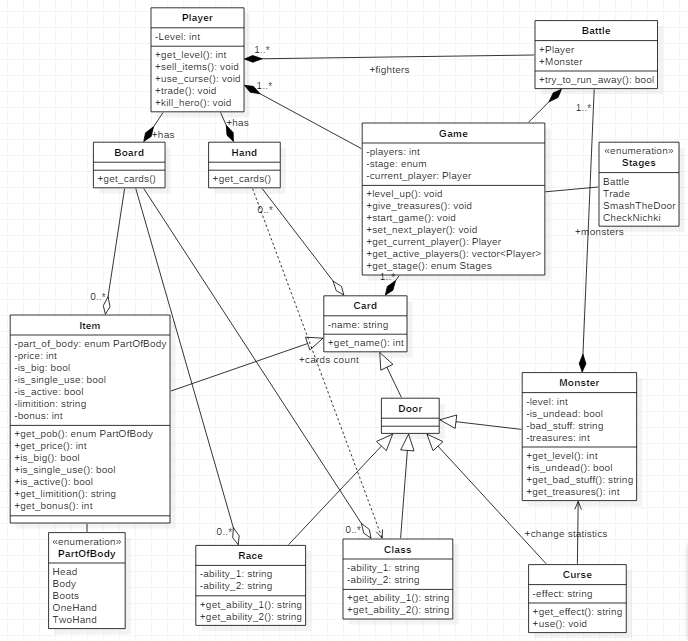 Player
-Level: int
+get_level(): int
+sell_items(): void
+use_curse(): void
+trade(): void
+kill_hero(): void
1..*
+fighters
Battle
+Player
+Monster
+try_to_run_away(): bool
1..*
1..*
+has
+has
Board
+get_cards()
Hand
+get_cards()
Game
-players: int
-stage: enum
-current_player: Player
+level_up(): void
+give_treasures(): void
+start_game(): void
+set_next_player(): void
+get_current_player(): Player
+get_active_players(): vector<Player>
+get_stage(): enum Stages
«enumeration»
Stages
Battle
Trade
SmashTheDoor
CheckNichki
+monsters
0..*
1..*
0..*
Card
-name: string
+get_name(): int
+cards count
Item
-part_of_body: enum PartOfBody
-price: int
-is_big: bool
-is_single_use: bool
-is_active: bool
-limitition: string
-bonus: int
+get_pob(): enum PartOfBody
+get_price(): int
+is_big(): bool
+is_single_use(): bool
+is_active(): bool
+get_limitition(): string
+get_bonus(): int
Door
Monster
-level: int
-is_undead: bool
-bad_stuff: string
-treasures: int
+get_level(): int
+is_undead(): bool
+get_bad_stuff(): string
+get_treasures(): int
+change statistics
«enumeration»
PartOfBody
Head
Body
Boots
OneHand
TwoHand
0..*
Race
-ability_1: string
-ability_2: string
+get_ability_1(): string
+get_ability_2(): string
0..*
Class
-ability_1: string
-ability_2: string
+get_ability_1(): string
+get_ability_2(): string
Curse
-effect: string
+get_effect(): string
+use(): void